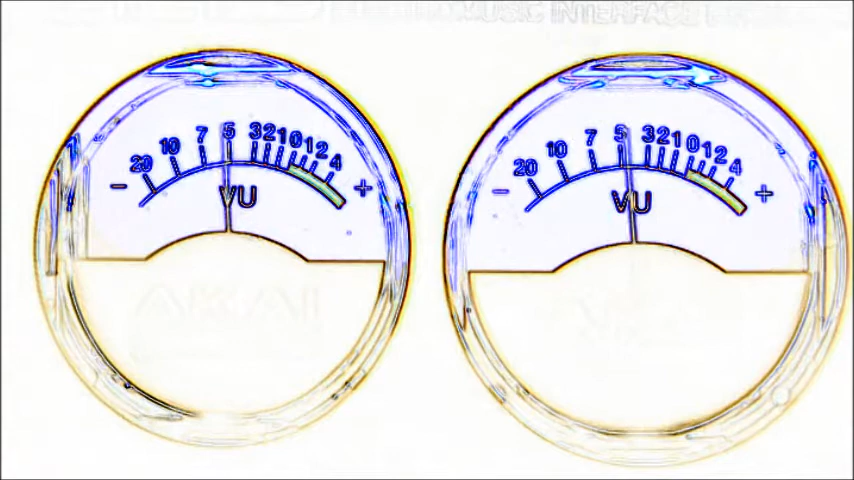 MUSIC INTERFACE
20 10 7 5 3 2 1 0 1 2 4
- +
VU
AKAI
20 10 7 5 3 2 1 0 1 2 4
- +
VU